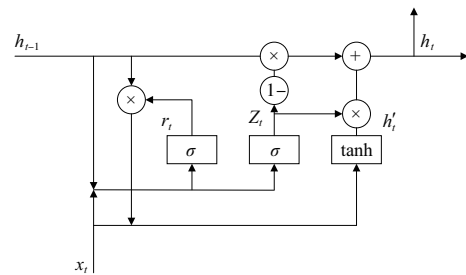 h_{t-1} × + h_t
1−
× r_t Z_t × h'_t
σ σ tanh
x_t